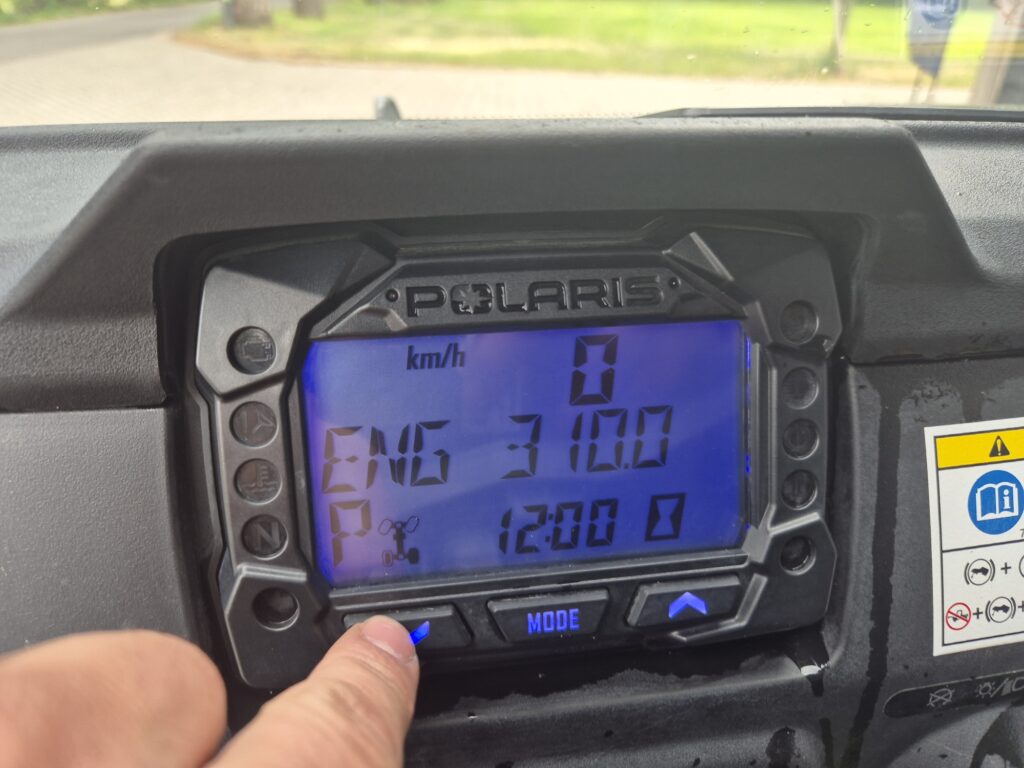 POLARIS
km/h 0
ENG 310.0
P 12:00
MODE
N